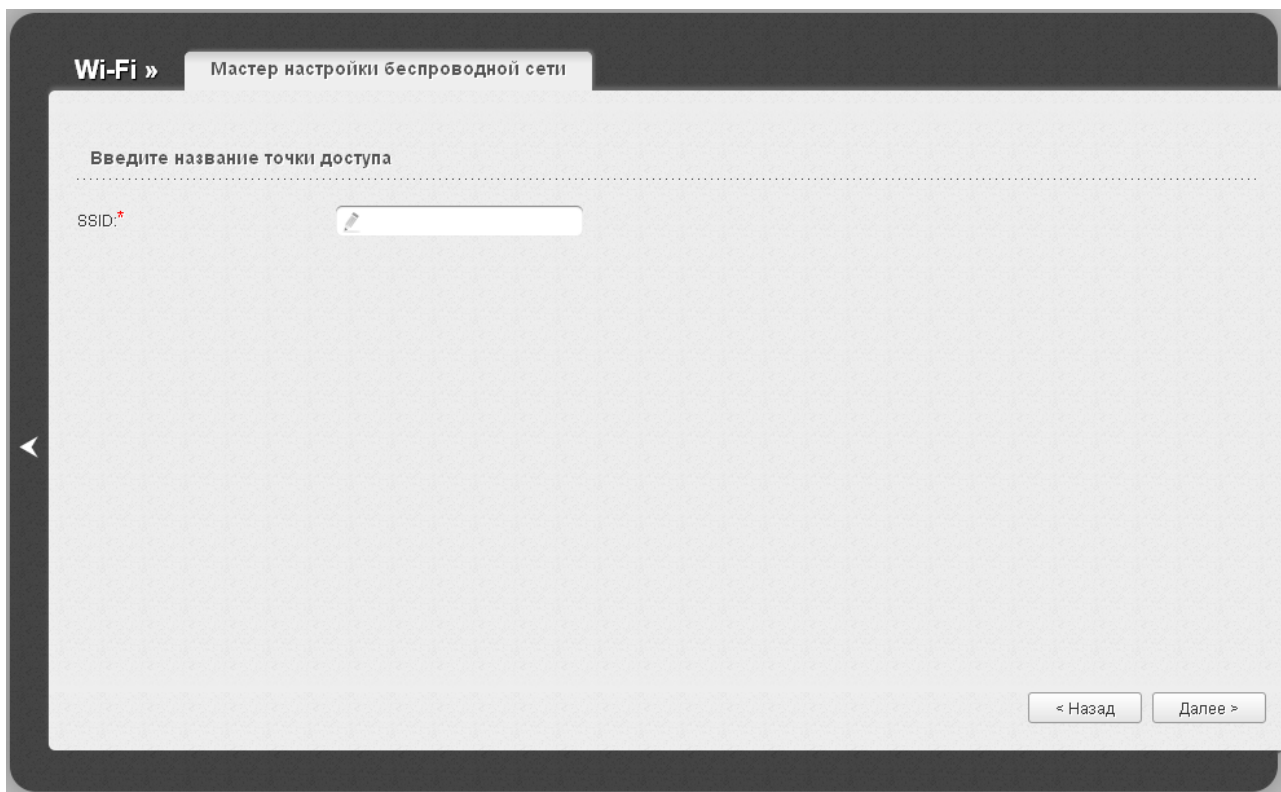 Wi-Fi » Мастер настройки беспроводной сети
Введите название точки доступа
SSID:*
< Назад Далее >